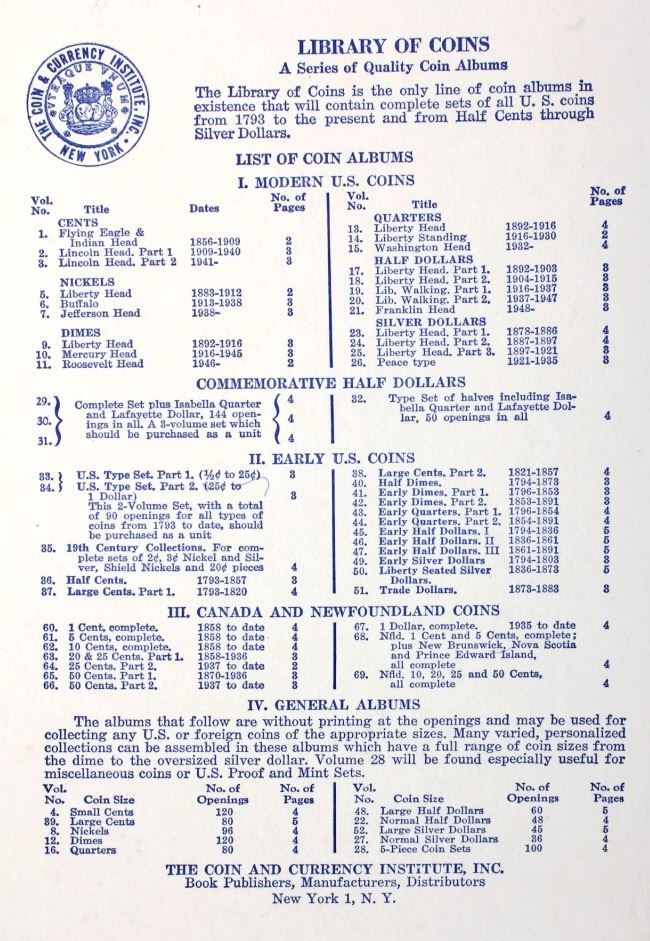 THE COIN & CURRENCY INSTITUTE, INC.
UTRAQUE UNUM
NEW YORK
LIBRARY OF COINS
A Series of Quality Coin Albums
The Library of Coins is the only line of coin albums in
existence that will contain complete sets of all U. S. coins
from 1793 to the present and from Half Cents through
Silver Dollars.
LIST OF COIN ALBUMS
I. MODERN U.S. COINS
Vol. No. Title Dates No. of Pages
CENTS
1. Flying Eagle &
Indian Head 1856-1909 2
2. Lincoln Head. Part 1 1909-1940 3
3. Lincoln Head. Part 2 1941- 3
NICKELS
5. Liberty Head 1883-1912 2
6. Buffalo 1913-1938 3
7. Jefferson Head 1938- 3
DIMES
9. Liberty Head 1892-1916 3
10. Mercury Head 1916-1945 3
11. Roosevelt Head 1946- 2
Vol. No. Title No. of Pages
QUARTERS
13. Liberty Head 1892-1916 4
14. Liberty Standing 1916-1930 2
15. Washington Head 1932- 4
HALF DOLLARS
17. Liberty Head. Part 1. 1892-1903 3
18. Liberty Head. Part 2. 1904-1915 3
19. Lib. Walking. Part 1. 1916-1937 3
20. Lib. Walking. Part 2. 1937-1947 3
21. Franklin Head 1948- 3
SILVER DOLLARS
23. Liberty Head. Part 1. 1878-1886 4
24. Liberty Head. Part 2. 1887-1897 4
25. Liberty Head. Part 3. 1897-1921 3
26. Peace type 1921-1935 3
COMMEMORATIVE HALF DOLLARS
29. Complete Set plus Isabella Quarter 4
30. and Lafayette Dollar, 144 open-
ings in all. A 3-volume set which 4
31. should be purchased as a unit 4
32. Type Set of halves including Isa-
bella Quarter and Lafayette Dol-
lar, 50 openings in all 4
II. EARLY U.S. COINS
33. U.S. Type Set. Part 1. (½¢ to 25¢) 3
34. U.S. Type Set. Part 2. (25¢ to
1 Dollar) 3
This 2-Volume Set, with a total
of 90 openings for all types of
coins from 1793 to date, should
be purchased as a unit
35. 19th Century Collections. For com-
plete sets of 2¢, 3¢ Nickel and Sil-
ver, Shield Nickels and 20¢ pieces 4
36. Half Cents. 1793-1857 3
37. Large Cents. Part 1. 1793-1820 4
38. Large Cents. Part 2. 1821-1857 4
40. Half Dimes. 1794-1873 3
41. Early Dimes. Part 1. 1796-1853 3
42. Early Dimes. Part 2. 1853-1891 3
43. Early Quarters. Part 1. 1796-1854 4
44. Early Quarters. Part 2. 1854-1891 4
45. Early Half Dollars. I 1794-1836 5
46. Early Half Dollars. II 1836-1861 5
47. Early Half Dollars. III 1861-1891 5
49. Early Silver Dollars 1794-1803 3
50. Liberty Seated Silver 1836-1873 5
Dollars.
51. Trade Dollars. 1873-1883 3
III. CANADA AND NEWFOUNDLAND COINS
60. 1 Cent, complete. 1858 to date 4
61. 5 Cents, complete. 1858 to date 4
62. 10 Cents, complete. 1858 to date 4
63. 20 & 25 Cents. Part 1. 1858-1936 3
64. 25 Cents. Part 2. 1937 to date 2
65. 50 Cents. Part 1. 1870-1936 3
66. 50 Cents. Part 2. 1937 to date 3
67. 1 Dollar, complete. 1935 to date 4
68. Nfld. 1 Cent and 5 Cents, complete;
plus New Brunswick, Nova Scotia
and Prince Edward Island,
all complete 4
69. Nfld. 10, 20, 25 and 50 Cents,
all complete 4
IV. GENERAL ALBUMS
The albums that follow are without printing at the openings and may be used for
collecting any U.S. or foreign coins of the appropriate sizes. Many varied, personalized
collections can be assembled in these albums which have a full range of coin sizes from
the dime to the oversized silver dollar. Volume 28 will be found especially useful for
miscellaneous coins or U.S. Proof and Mint Sets.
Vol. No. Coin Size No. of Openings No. of Pages
4. Small Cents 120 4
39. Large Cents 80 5
8. Nickels 96 4
12. Dimes 120 4
16. Quarters 80 4
Vol. No. Coin Size No. of Openings No. of Pages
48. Large Half Dollars 60 5
22. Normal Half Dollars 48 4
52. Large Silver Dollars 45 5
27. Normal Silver Dollars 36 4
28. 5-Piece Coin Sets 100 4
THE COIN AND CURRENCY INSTITUTE, INC.
Book Publishers, Manufacturers, Distributors
New York 1, N. Y.